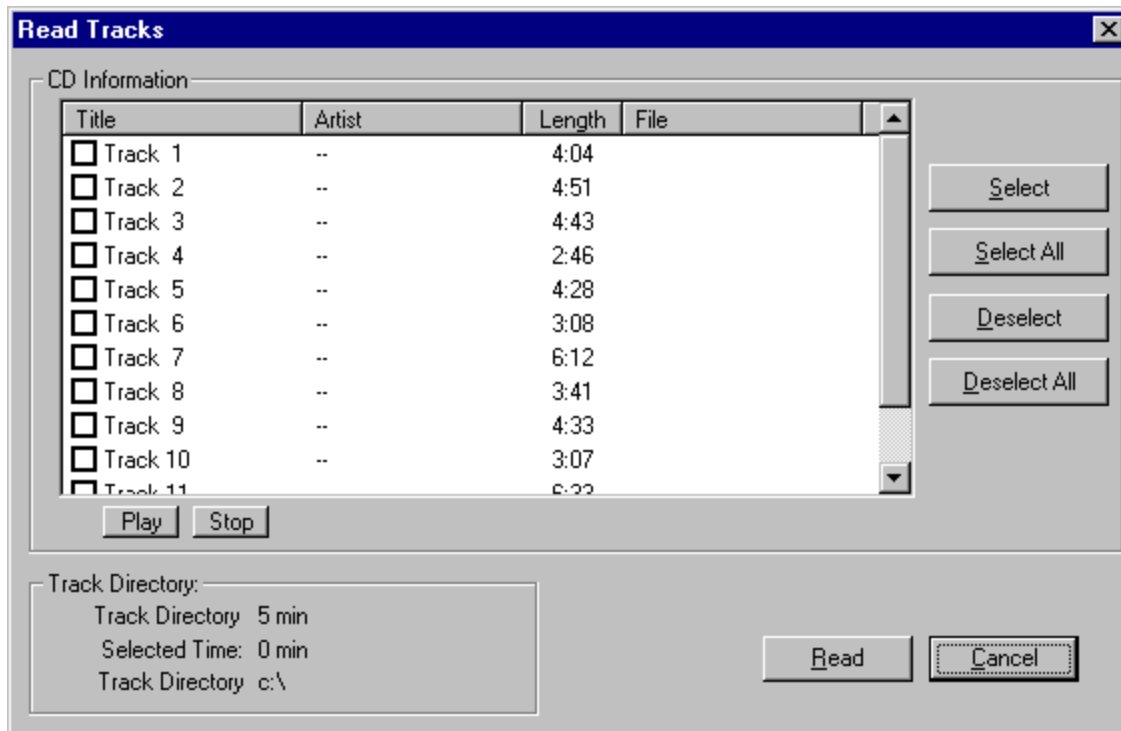 Read Tracks
CD Information
Title Artist Length File
Track 1 -- 4:04
Track 2 -- 4:51
Track 3 -- 4:43
Track 4 -- 2:46
Track 5 -- 4:28
Track 6 -- 3:08
Track 7 -- 6:12
Track 8 -- 3:41
Track 9 -- 4:33
Track 10 -- 3:07
Track 11
Select
Select All
Deselect
Deselect All
Play Stop
Track Directory:
Track Directory 5 min
Selected Time: 0 min
Track Directory c:\
Read Cancel